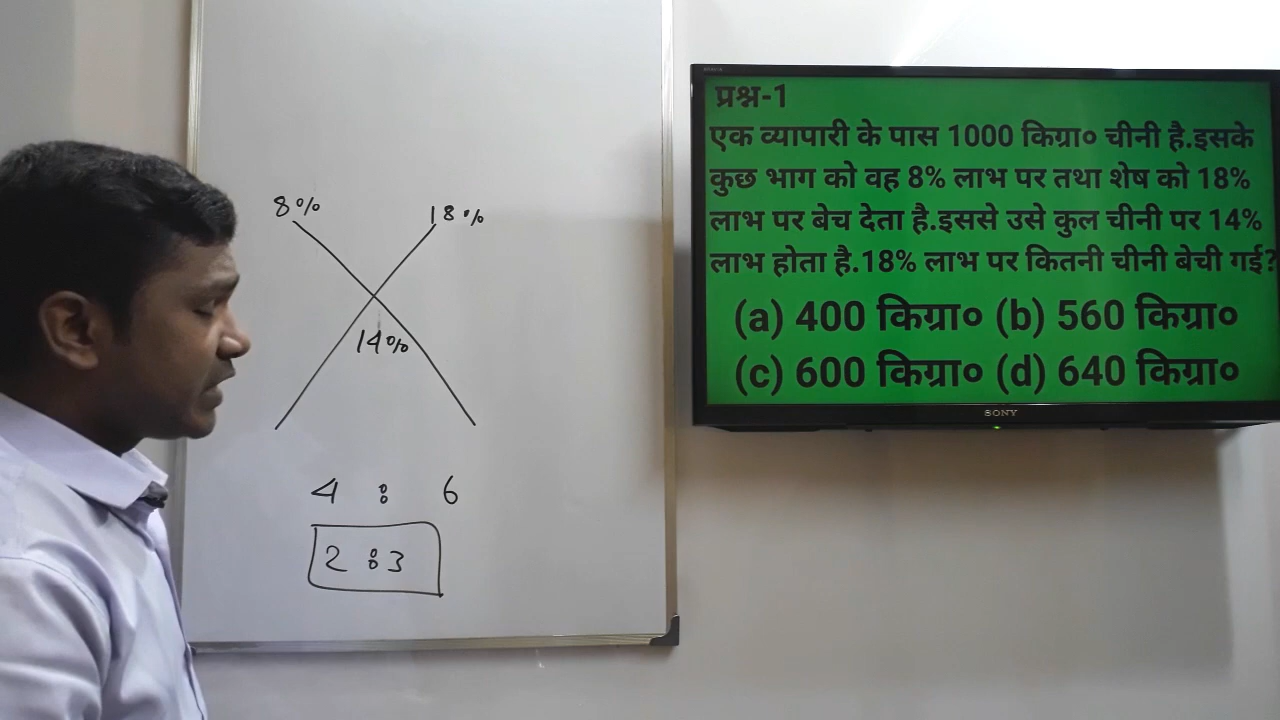 8% 18%
14%
4 : 6
2 : 3
प्रश्न-1
एक व्यापारी के पास 1000 किग्रा० चीनी है.इसके
कुछ भाग को वह 8% लाभ पर तथा शेष को 18%
लाभ पर बेच देता है.इससे उसे कुल चीनी पर 14%
लाभ होता है.18% लाभ पर कितनी चीनी बेची गई?
(a) 400 किग्रा० (b) 560 किग्रा०
(c) 600 किग्रा० (d) 640 किग्रा०
SONY